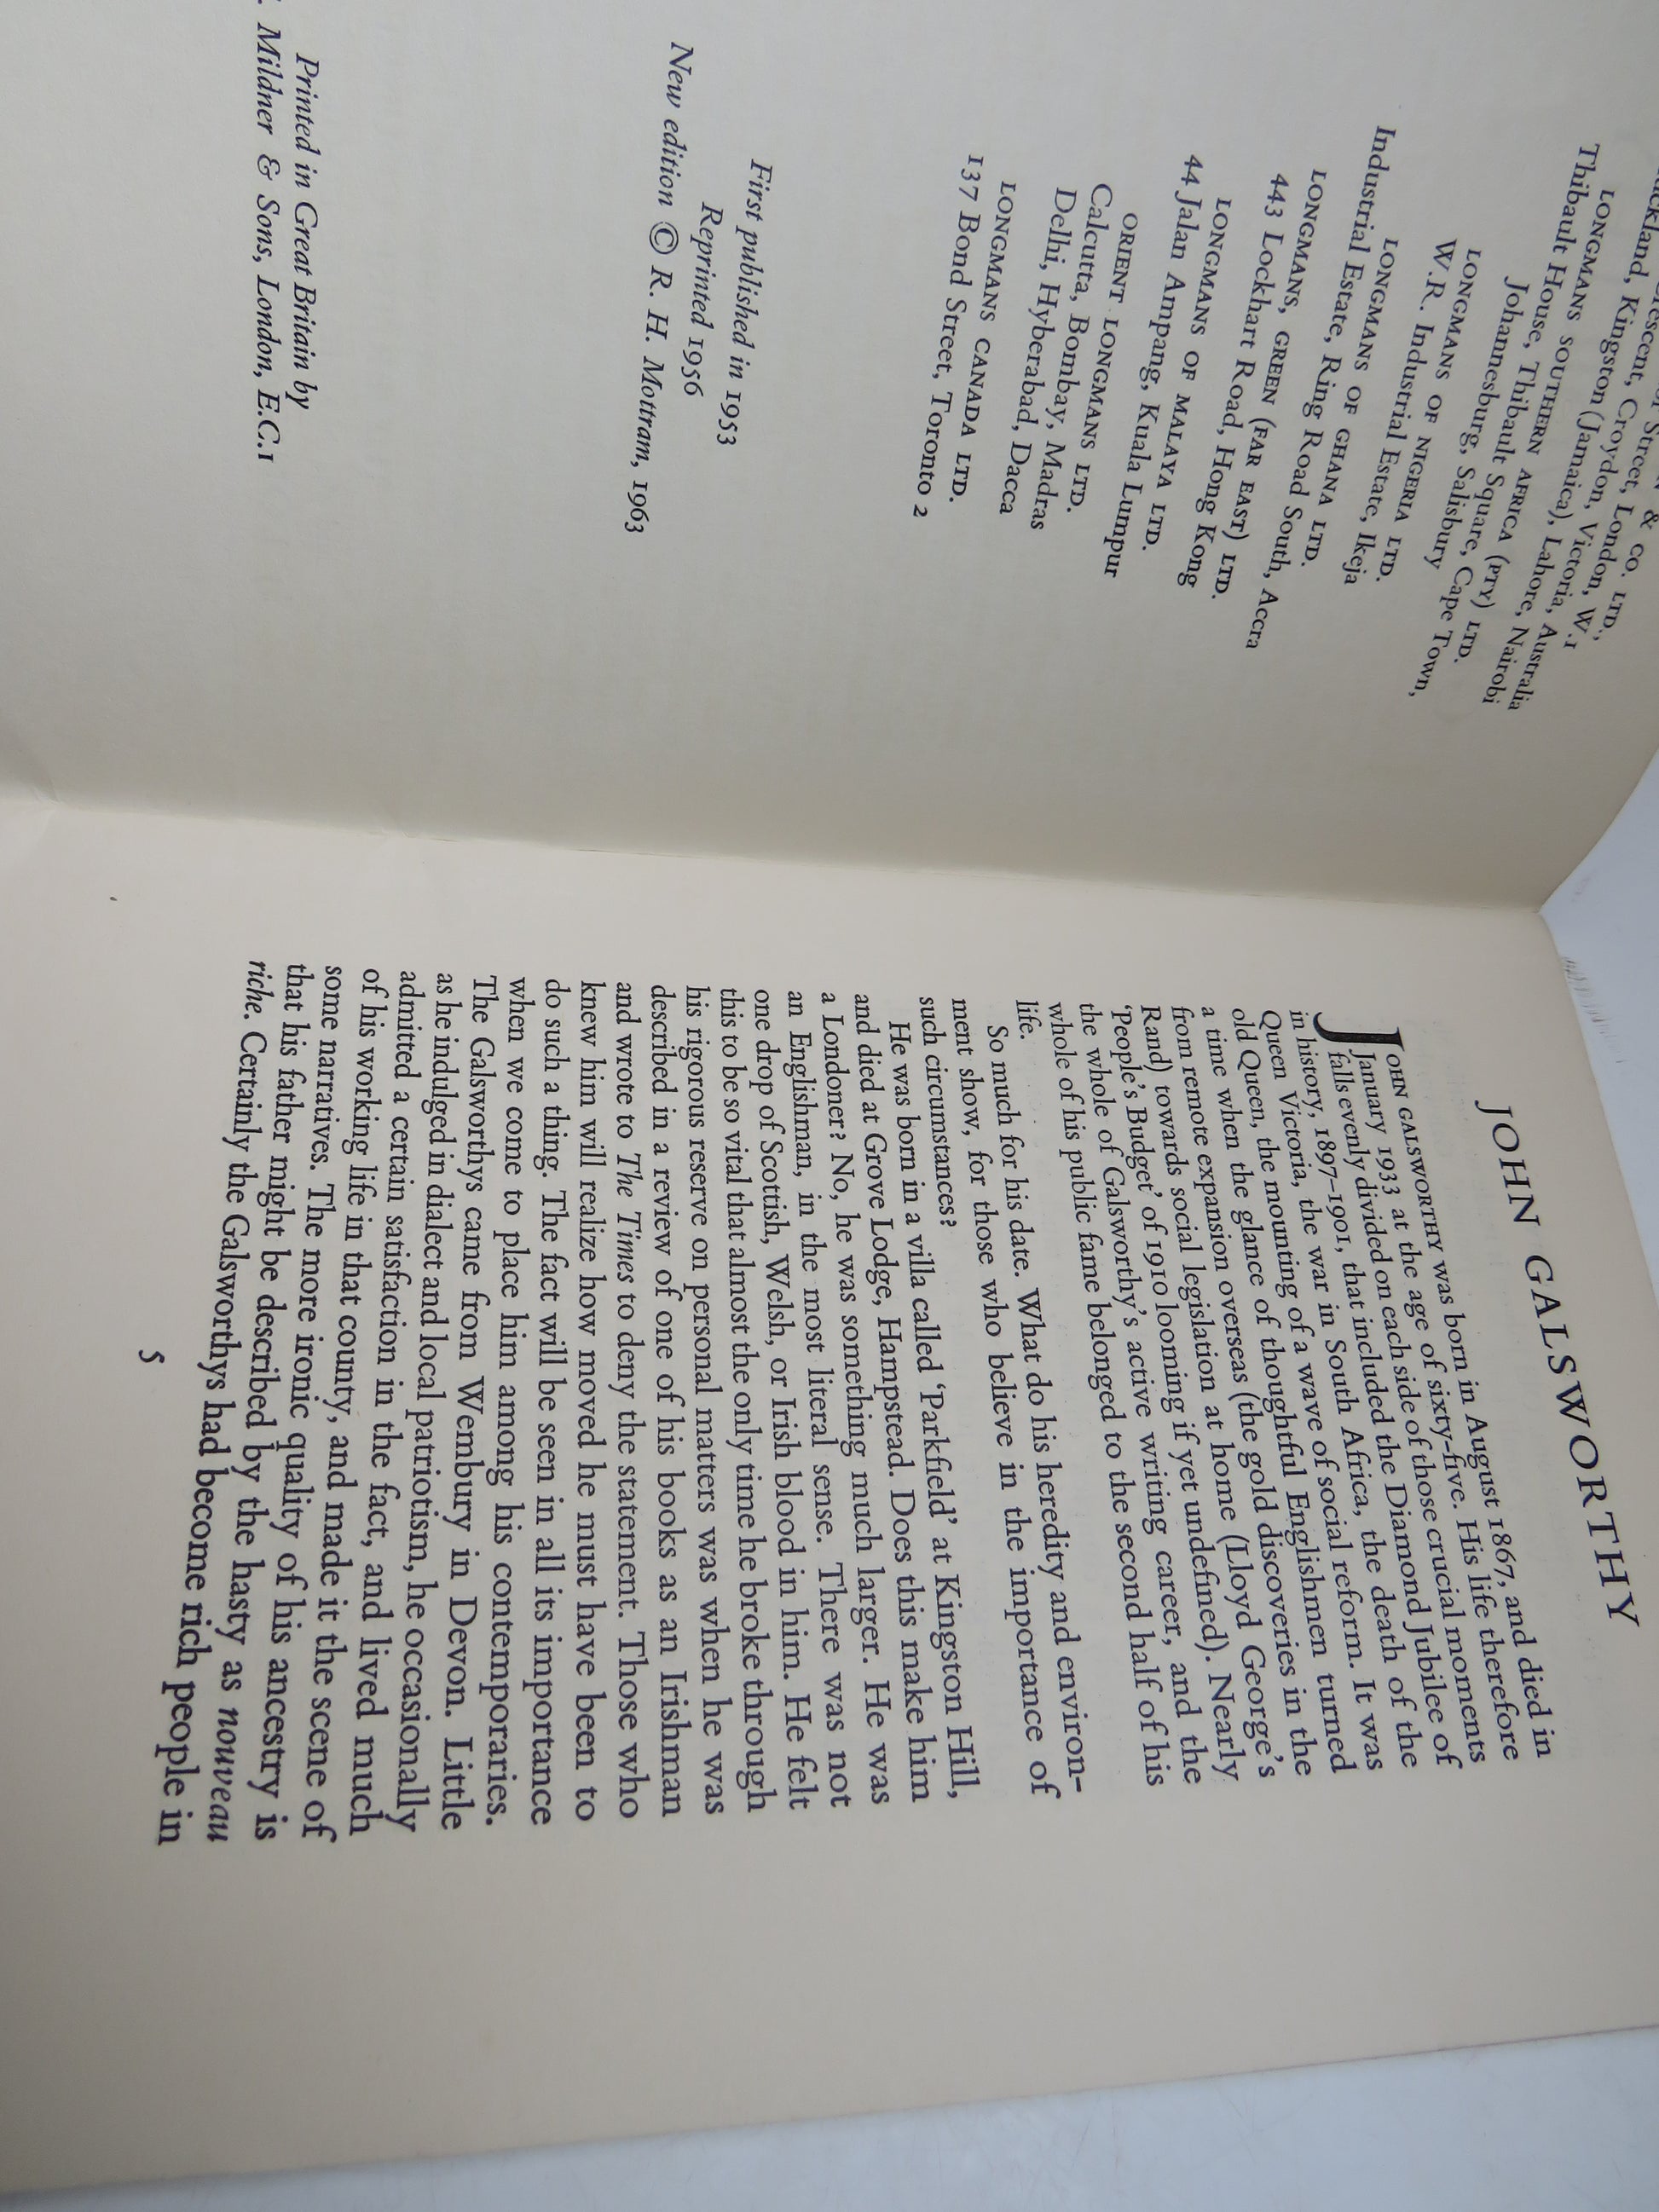 & CO. LTD.,
Street, London, W.1
Kingston (Jamaica), Lahore, Nairobi
LONGMANS SOUTHERN AFRICA (PTY) LTD.
Thibault House, Thibault Square, Cape Town,
Johannesburg, Salisbury
LONGMANS OF NIGERIA LTD.
W.R. Industrial Estate, Ikeja
LONGMANS OF GHANA LTD.
Industrial Estate, Ring Road South, Accra
LONGMANS, GREEN (FAR EAST) LTD.
443 Lockhart Road, Hong Kong
LONGMANS OF MALAYA LTD.
44 Jalan Ampang, Kuala Lumpur
ORIENT LONGMANS LTD.
Calcutta, Bombay, Madras
Delhi, Hyberabad, Dacca
LONGMANS CANADA LTD.
137 Bond Street, Toronto 2
First published in 1953
Reprinted 1956
New edition © R. H. Mottram, 1963
Printed in Great Britain by
Mildner & Sons, London, E.C.1
JOHN GALSWORTHY
JOHN GALSWORTHY was born in August 1867, and died in
January 1933 at the age of sixty-five. His life therefore
falls evenly divided on each side of those crucial moments
in history, 1897–1901, that included the Diamond Jubilee of
Queen Victoria, the war in South Africa, the death of the
old Queen, the mounting of a wave of social reform. It was
a time when the glance of thoughtful Englishmen turned
from remote expansion overseas (the gold discoveries in the
Rand) towards social legislation at home (Lloyd George's
'People's Budget' of 1910 looming if yet undefined). Nearly
the whole of Galsworthy's active writing career, and the
whole of his public fame belonged to the second half of his
life.
So much for his date. What do his heredity and environ-
ment show, for those who believe in the importance of
such circumstances?
He was born in a villa called 'Parkfield' at Kingston Hill,
and died at Grove Lodge, Hampstead. Does this make him
a Londoner? No, he was something much larger. He was
an Englishman, in the most literal sense. There was not
one drop of Scottish, Welsh, or Irish blood in him. He felt
this to be so vital that almost the only time he broke through
his rigorous reserve on personal matters was when he was
described in a review of one of his books as an Irishman
and wrote to The Times to deny the statement. Those who
knew him will realize how moved he must have been to
do such a thing. The fact will be seen in all its importance
when we come to place him among his contemporaries.
The Galsworthys came from Wembury in Devon. Little
as he indulged in dialect and local patriotism, he occasionally
admitted a certain satisfaction in the fact, and lived much
of his working life in that county, and made it the scene of
some narratives. The more ironic quality of his ancestry is
that his father might be described by the hasty as nouveau
riche. Certainly the Galsworthys had become rich people in
5